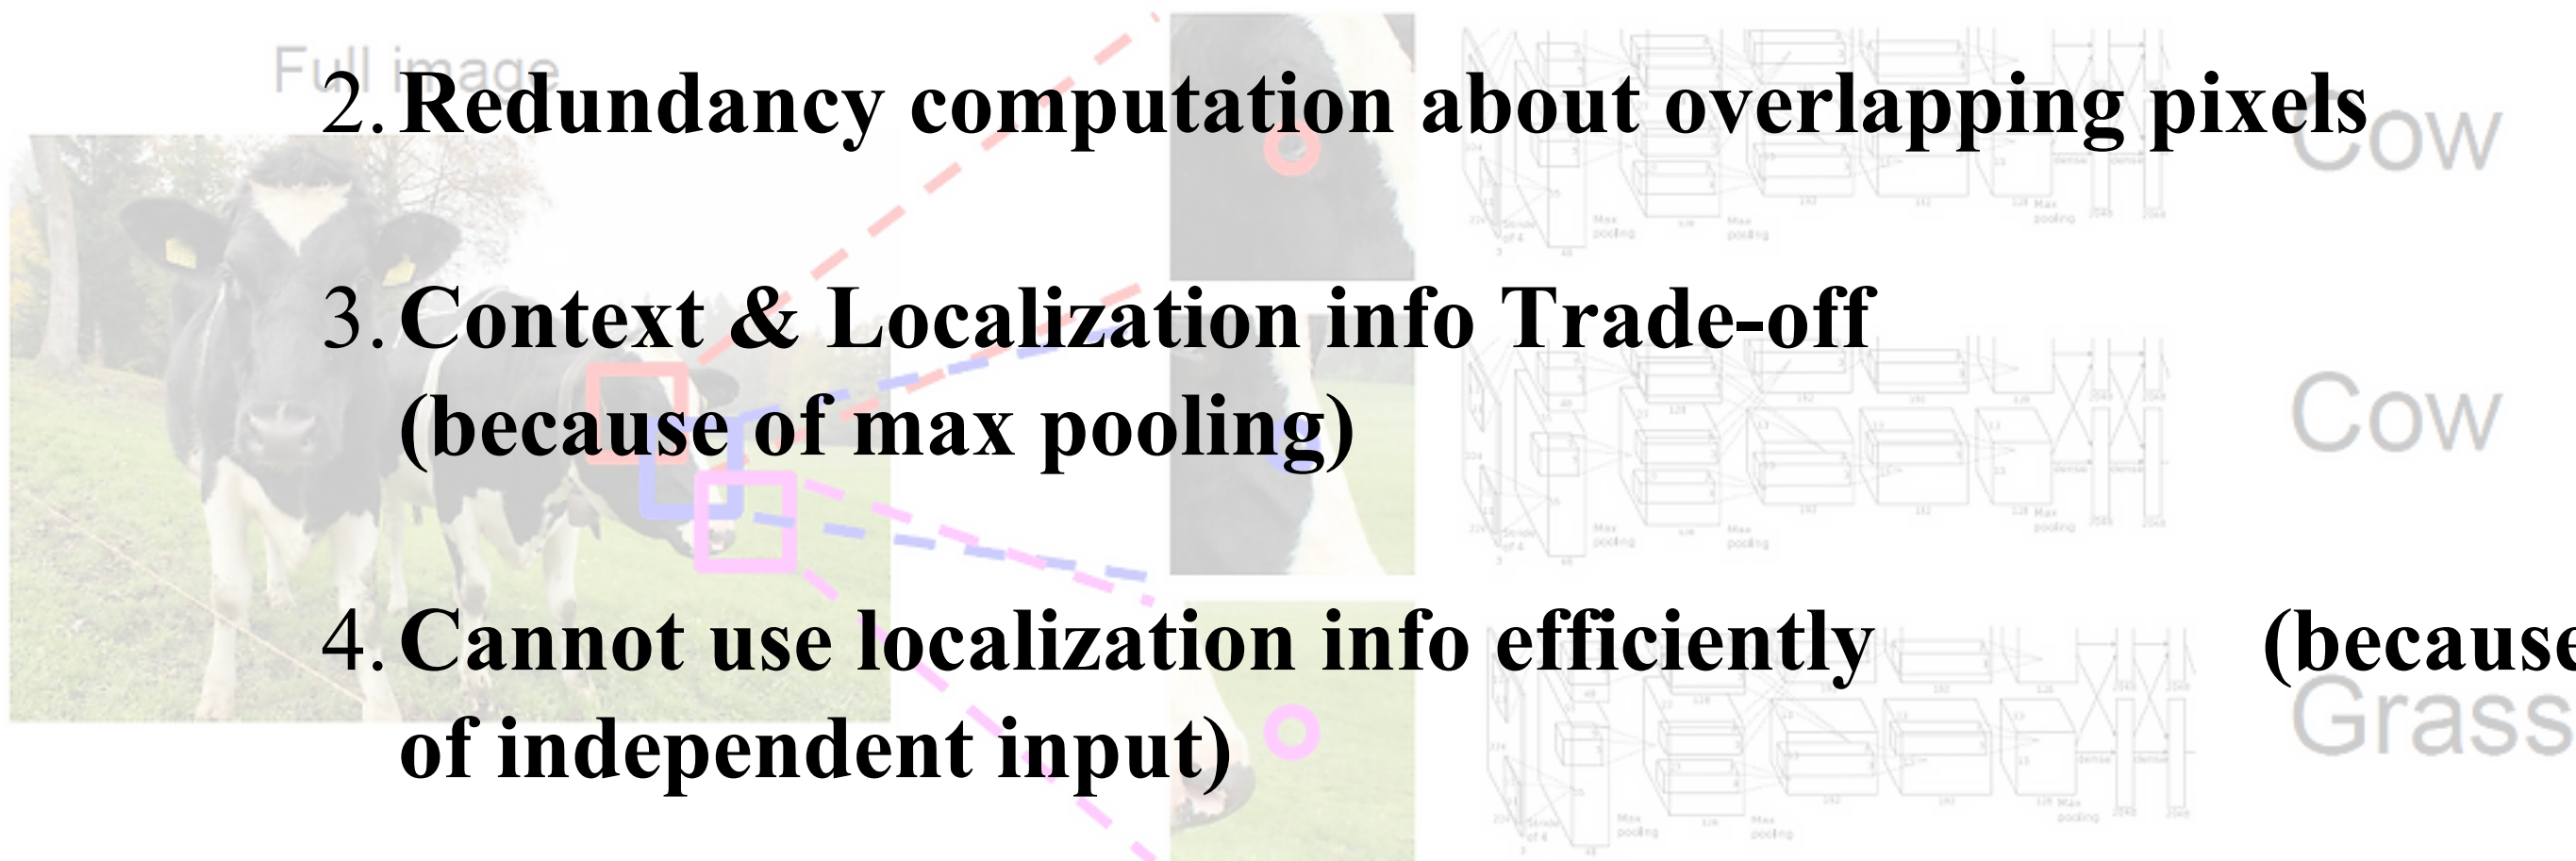 Full image
2. Redundancy computation about overlapping pixels
Cow
3. Context & Localization info Trade-off
(because of max pooling)
Cow
4. Cannot use localization info efficiently (because
of independent input)
Grass